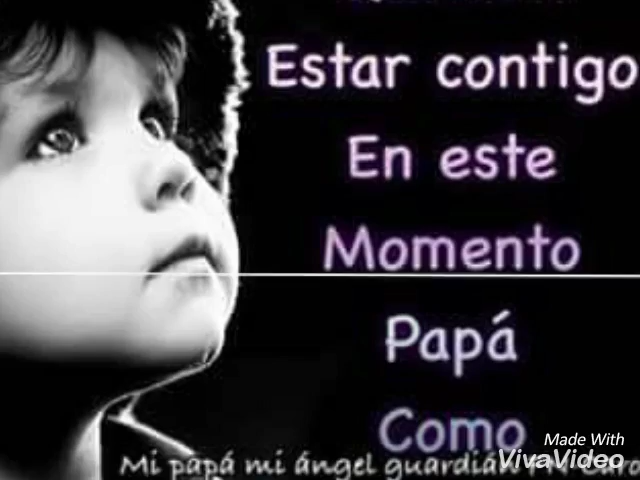 Estar contigo
En este
Momento
Papá
Como
Made With
VivaVideo
Mi papá mi ángel guardián